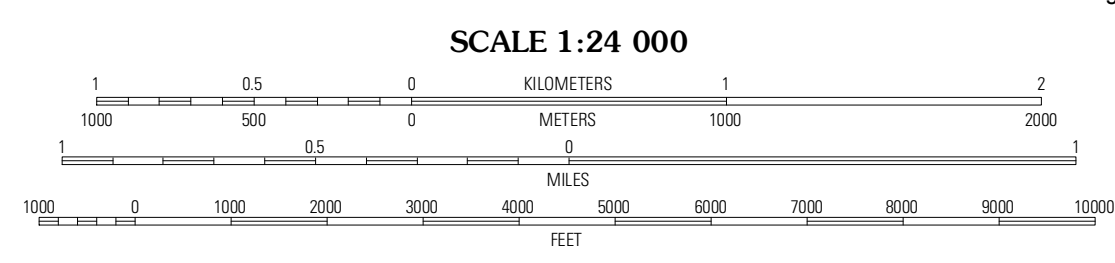 SCALE 1:24 000
1 0.5 0 KILOMETERS 1 2
1000 500 0 METERS 1000 2000
1 0.5 0 1
MILES
1000 0 1000 2000 3000 4000 5000 6000 7000 8000 9000 10000
FEET